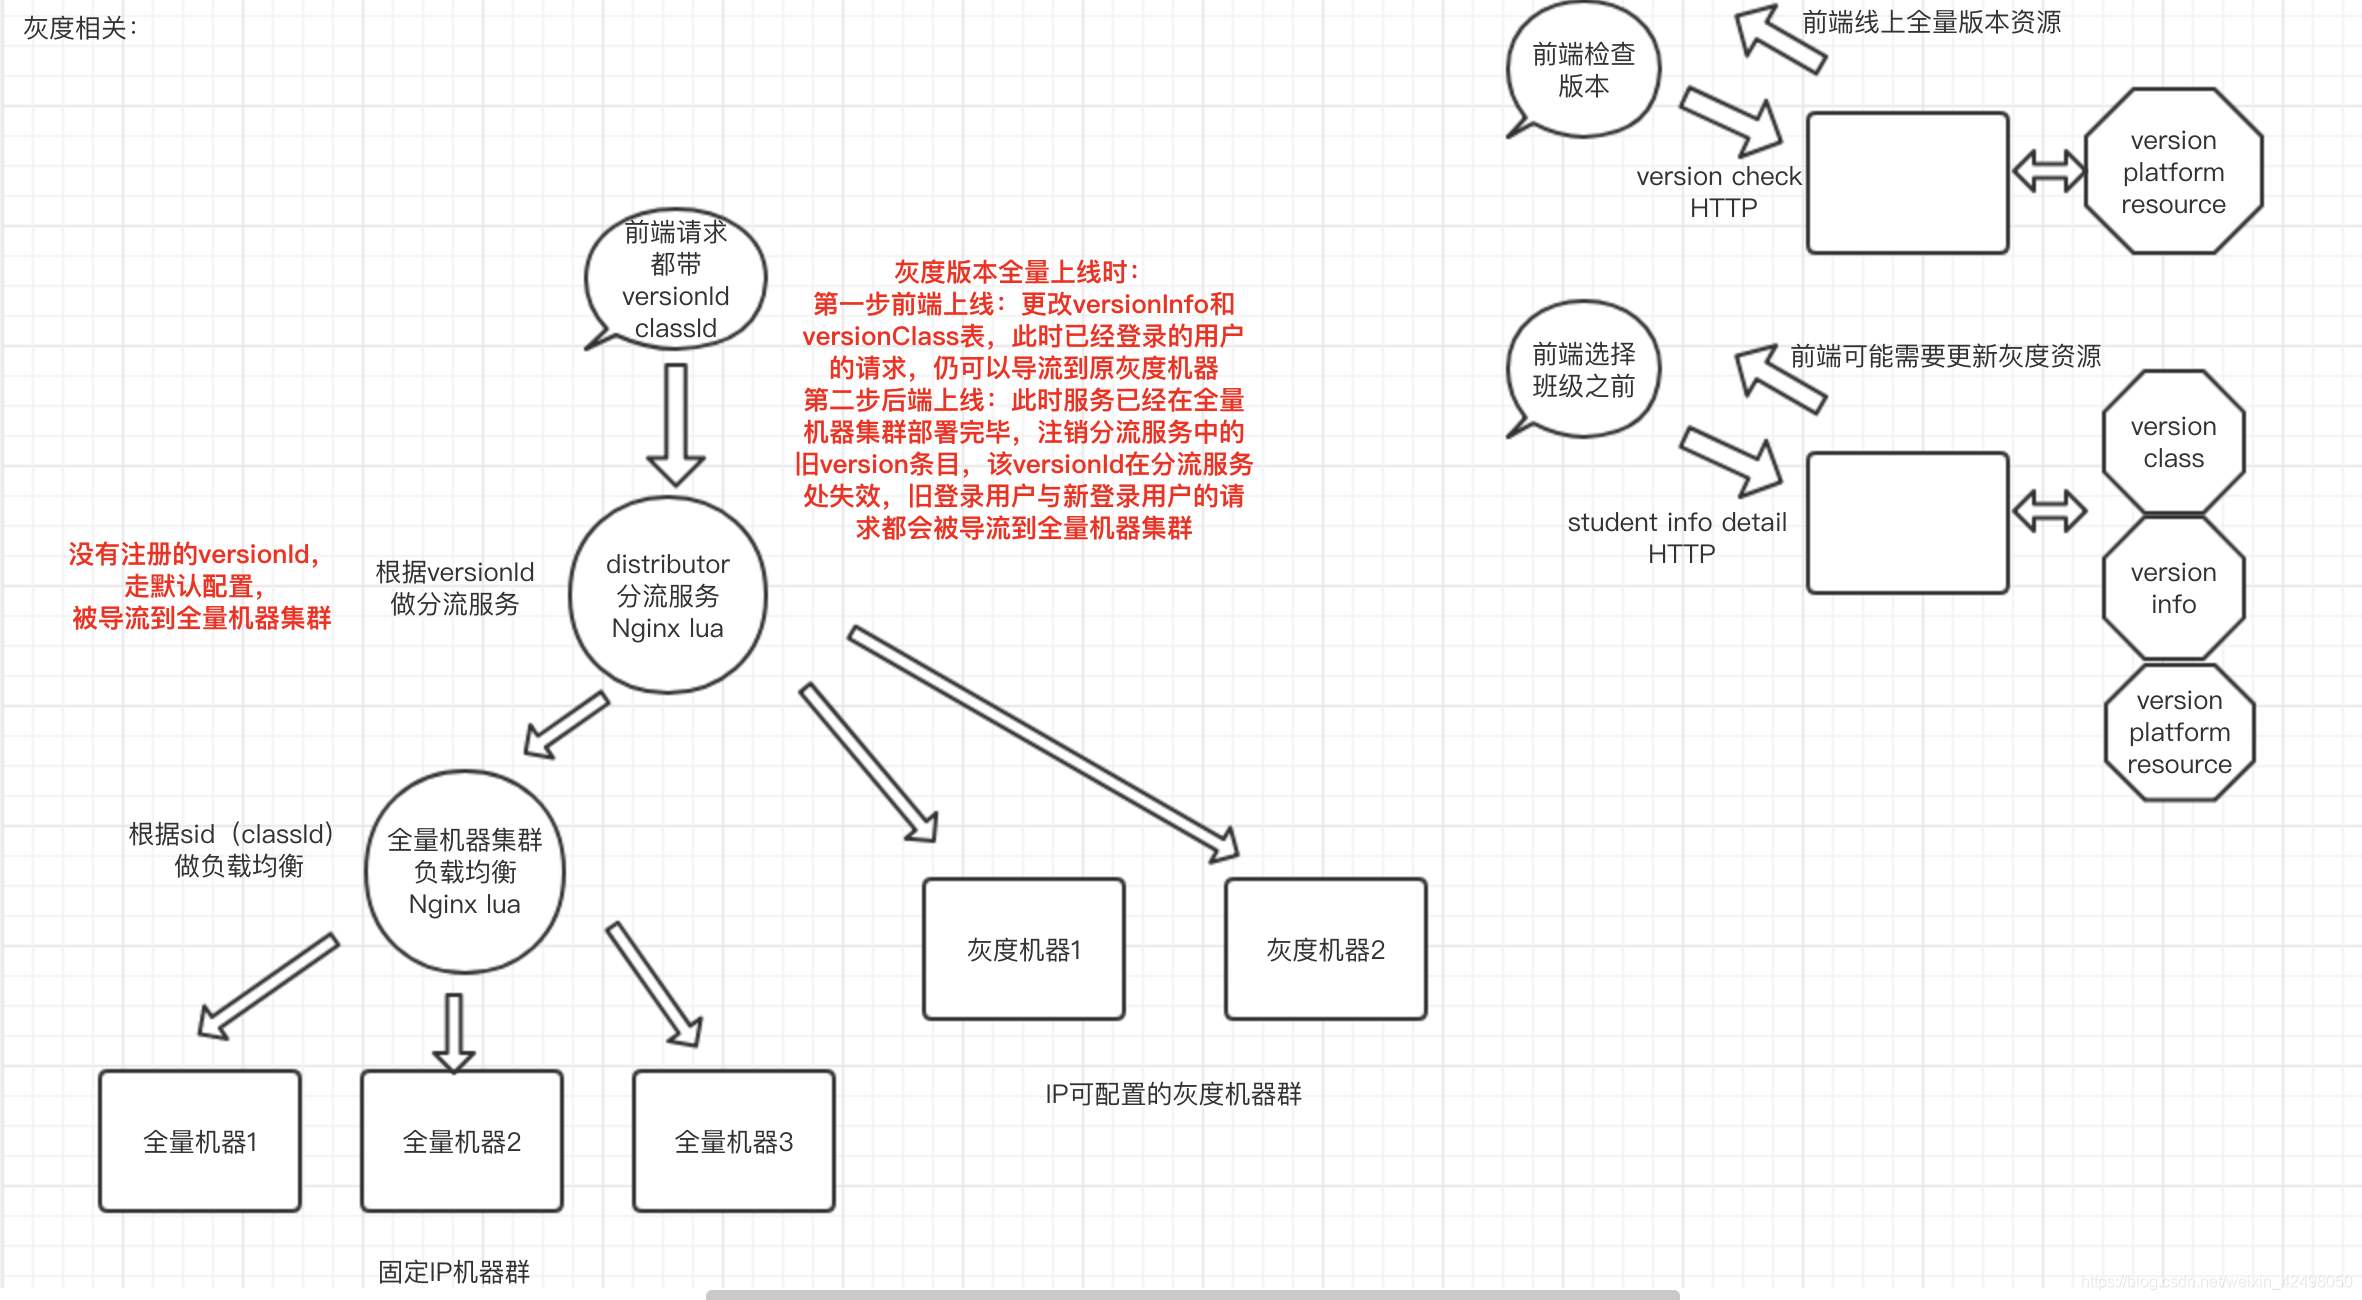 灰度相关：
前端请求
都带
versionId
classId
灰度版本全量上线时：
第一步前端上线：更改versionInfo和
versionClass表，此时已经登录的用户
的请求，仍可以导流到原灰度机器
第二步后端上线：此时服务已经在全量
机器集群部署完毕，注销分流服务中的
旧version条目，该versionId在分流服务
处失效，旧登录用户与新登录用户的请
求都会被导流到全量机器集群
没有注册的versionId，
走默认配置，
被导流到全量机器集群
根据versionId
做分流服务
distributor
分流服务
Nginx lua
根据sid（classId）
做负载均衡
全量机器集群
负载均衡
Nginx lua
灰度机器1
灰度机器2
IP可配置的灰度机器群
全量机器1
全量机器2
全量机器3
固定IP机器群
前端检查
版本
前端线上全量版本资源
version check
HTTP
version
platform
resource
前端选择
班级之前
前端可能需要更新灰度资源
student info detail
HTTP
version
class
version
info
version
platform
resource
https://blog.csdn.net/weixin_42498050